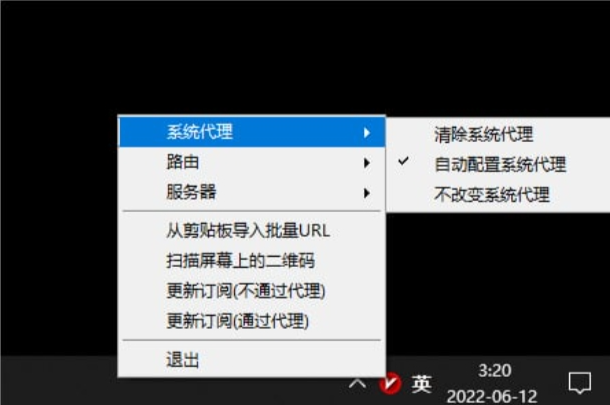 系统代理
清除系统代理
路由
自动配置系统代理
服务器
不改变系统代理
从剪贴板导入批量URL
扫描屏幕上的二维码
更新订阅(不通过代理)
更新订阅(通过代理)
退出
英
3:20
2022-06-12